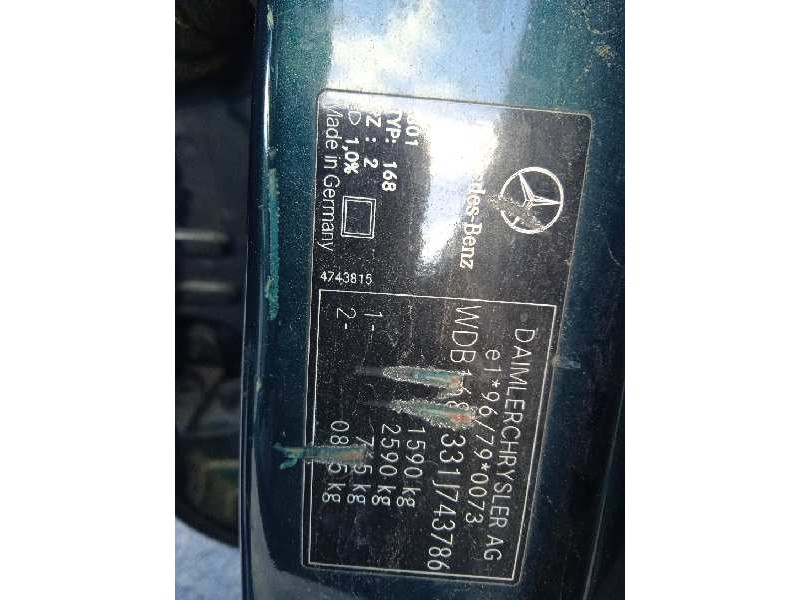 DAIMLERCHRYSLER AG
e1*96/79*0073
331J743786
1590 kg
2590 kg
1-
2-
Mercedes-Benz
TYP: 168
: 2
1,0%
Made in Germany
4743815